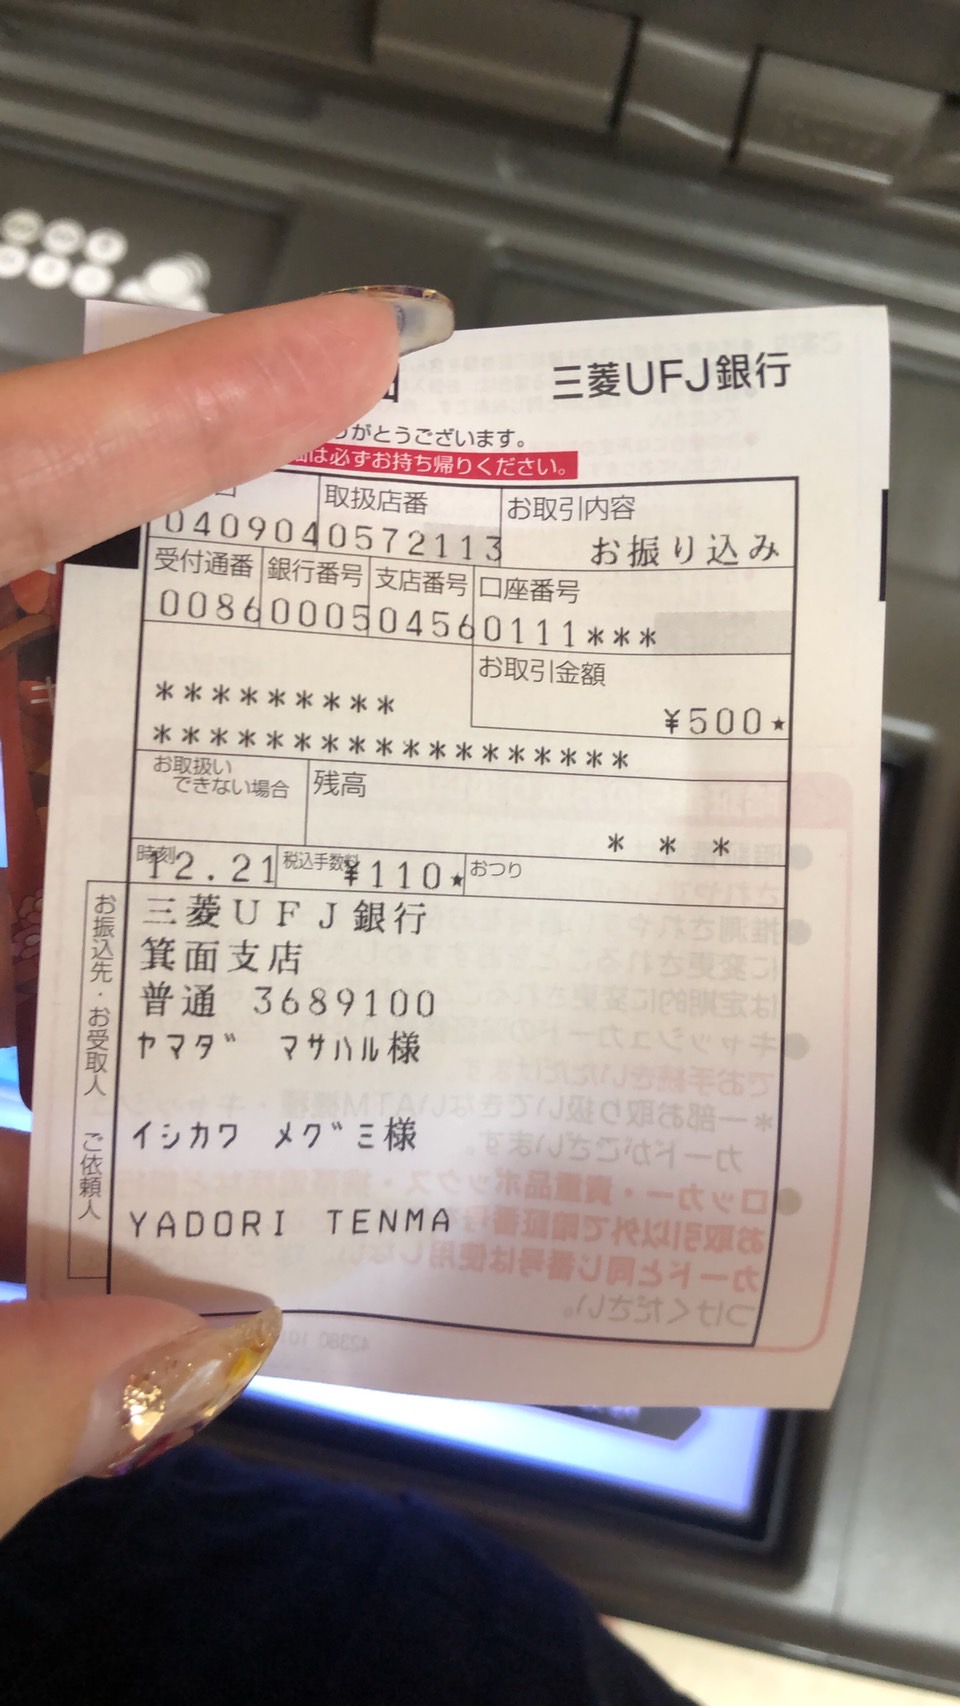 三菱UFJ銀行
りがとうございます。
は必ずお持ち帰りください。
日 取扱店番 お取引内容
040904 0572113 お振り込み
受付通番 銀行番号 支店番号 口座番号
0086 0005 0456 0111***
お取引金額
*********
¥500★
******************
お取扱い
できない場合 残高
* * *
時刻 税込手数料 おつり
12.21 ¥110★
お振込先・お受取人 ご依頼人
三菱UFJ銀行
箕面支店
普通 3689100
ヤマダ マサハル様
イシカワ メグミ様
YADORI TENMA